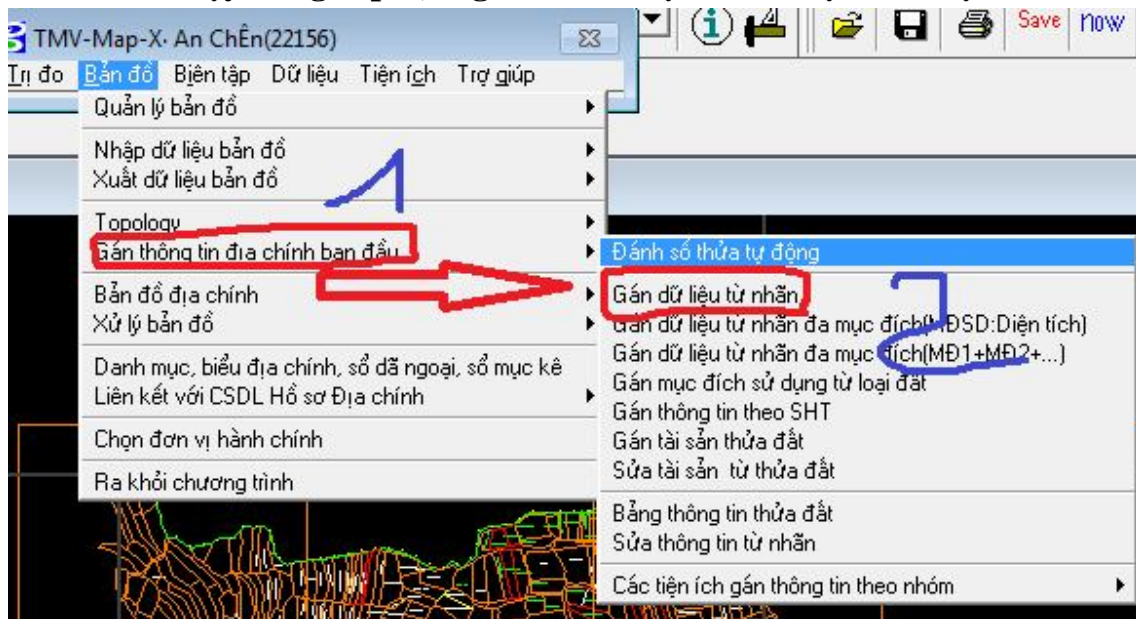 TMV-Map-X· An ChÊn(22156)
Save now
Trị đo Bản đồ Biên tập Dữ liệu Tiện ích Trợ giúp
Quản lý bản đồ
Nhập dữ liệu bản đồ
Xuất dữ liệu bản đồ
1
Topology
Gán thông tin địa chính ban đầu
Bản đồ địa chính
Xử lý bản đồ
Danh mục, biểu địa chính, sổ dã ngoại, sổ mục kê
Liên kết với CSDL Hồ sơ Địa chính
Chọn đơn vị hành chính
Ra khỏi chương trình
Đánh số thửa tự động
Gán dữ liệu từ nhãn
2
Gán dữ liệu từ nhãn đa mục đích(MĐSD:Diện tích)
Gán dữ liệu từ nhãn đa mục đích(MĐ1+MĐ2+...)
Gán mục đích sử dụng từ loại đất
Gán thông tin theo SHT
Gán tài sản thửa đất
Sửa tài sản từ thửa đất
Bảng thông tin thửa đất
Sửa thông tin từ nhãn
Các tiện ích gán thông tin theo nhóm